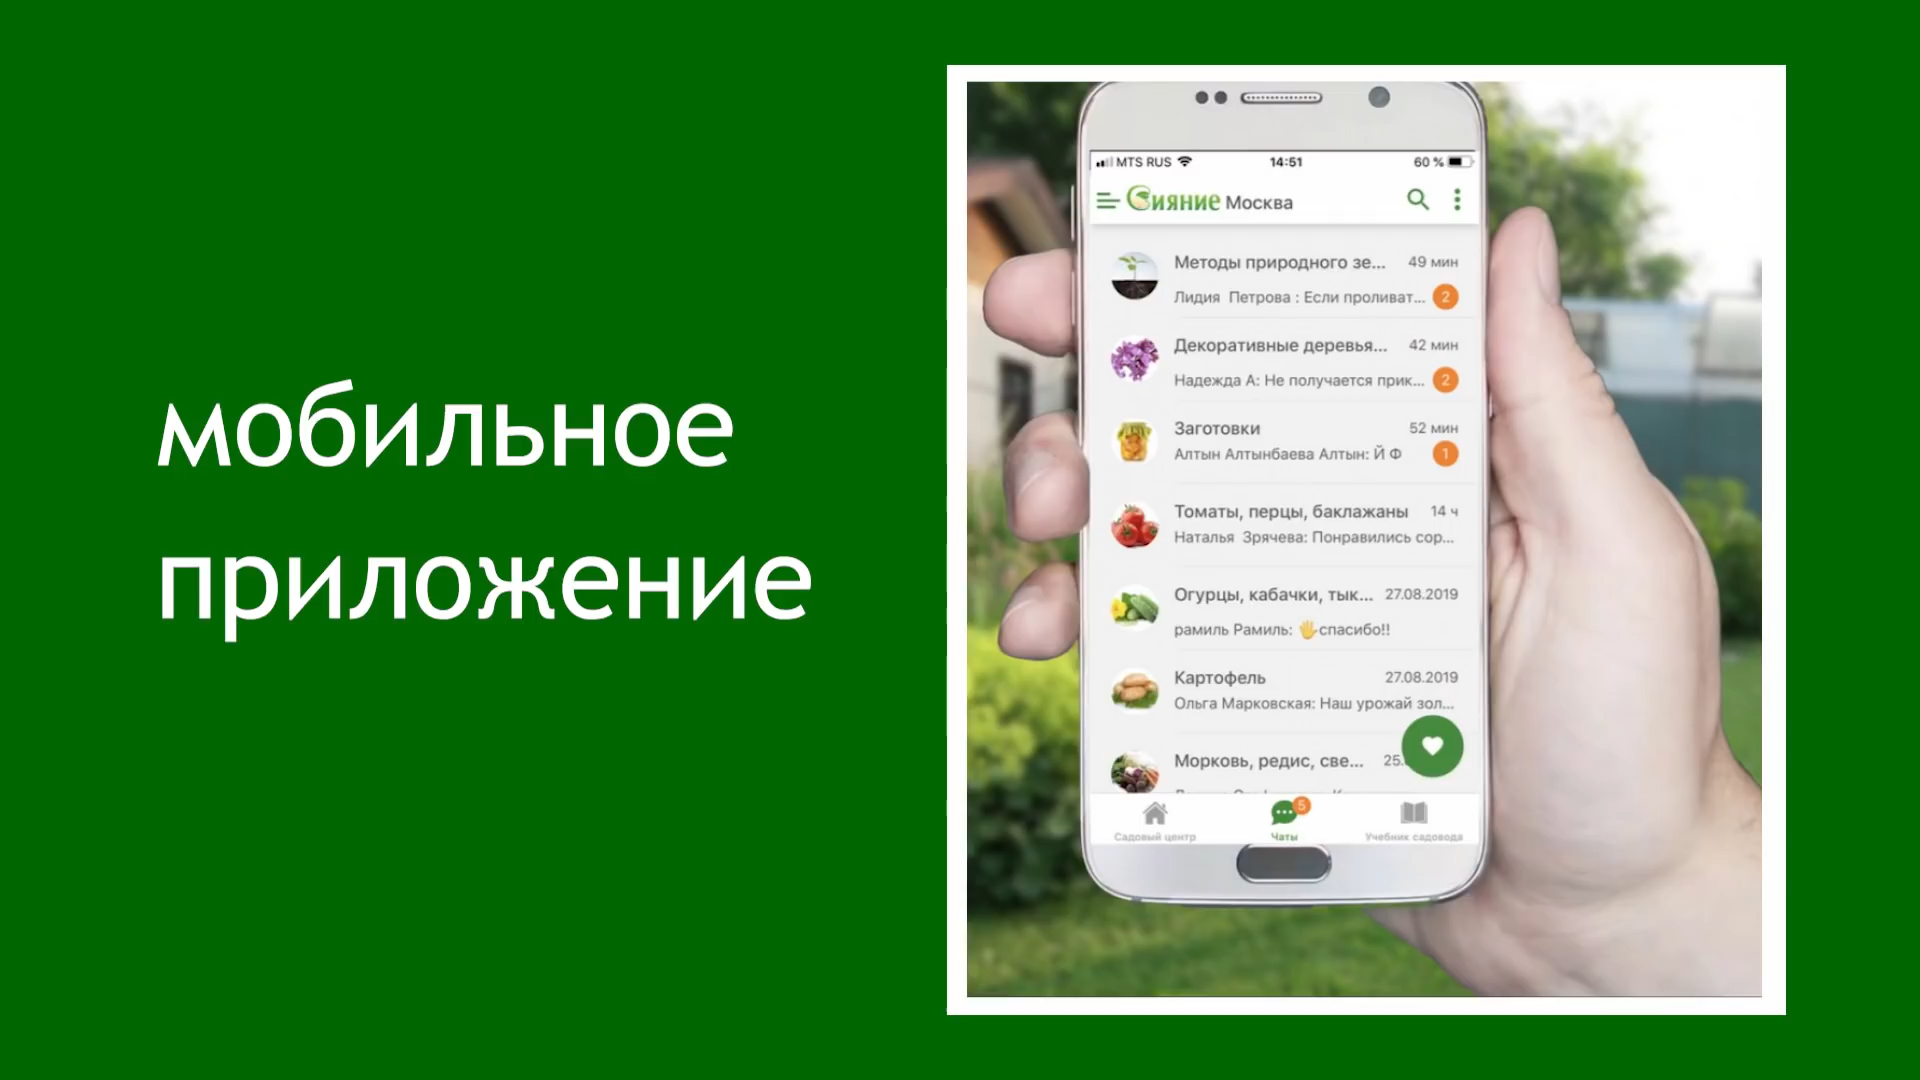 мобильное
приложение
MTS RUS 14:51 60 %
Сияние Москва
Методы природного зе... 49 мин
Лидия Петрова : Если проливат... 2
Декоративные деревья... 42 мин
Надежда А: Не получается прик... 2
Заготовки 52 мин
Алтын Алтынбаева Алтын: Й Ф 1
Томаты, перцы, баклажаны 14 ч
Наталья Зрячева: Понравились сор...
Огурцы, кабачки, тык... 27.08.2019
рамиль Рамиль: 🖐спасибо!!
Картофель 27.08.2019
Ольга Марковская: Наш урожай зол...
Морковь, редис, све... 25.
5
Садовый центр Чаты Учебник садовода